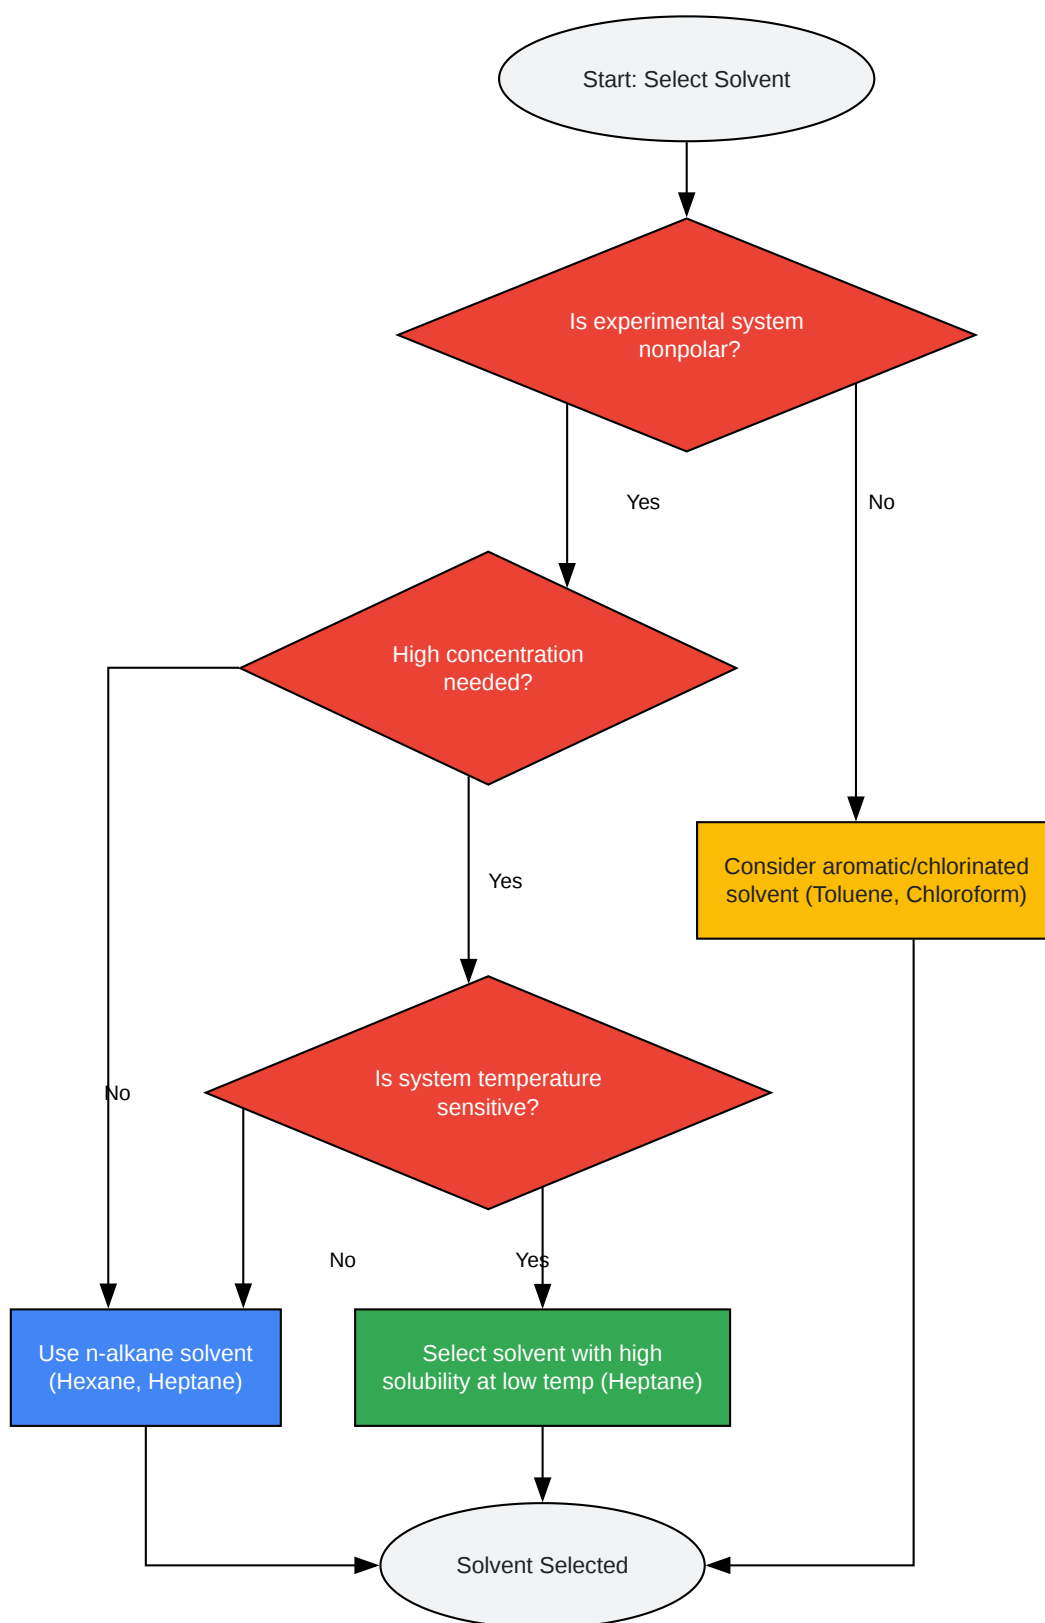 Start: Select Solvent
Is experimental system
nonpolar?
Yes
No
High concentration
needed?
Consider aromatic/chlorinated
solvent (Toluene, Chloroform)
Yes
Is system temperature
sensitive?
No
No
Yes
Use n-alkane solvent
(Hexane, Heptane)
Select solvent with high
solubility at low temp (Heptane)
Solvent Selected